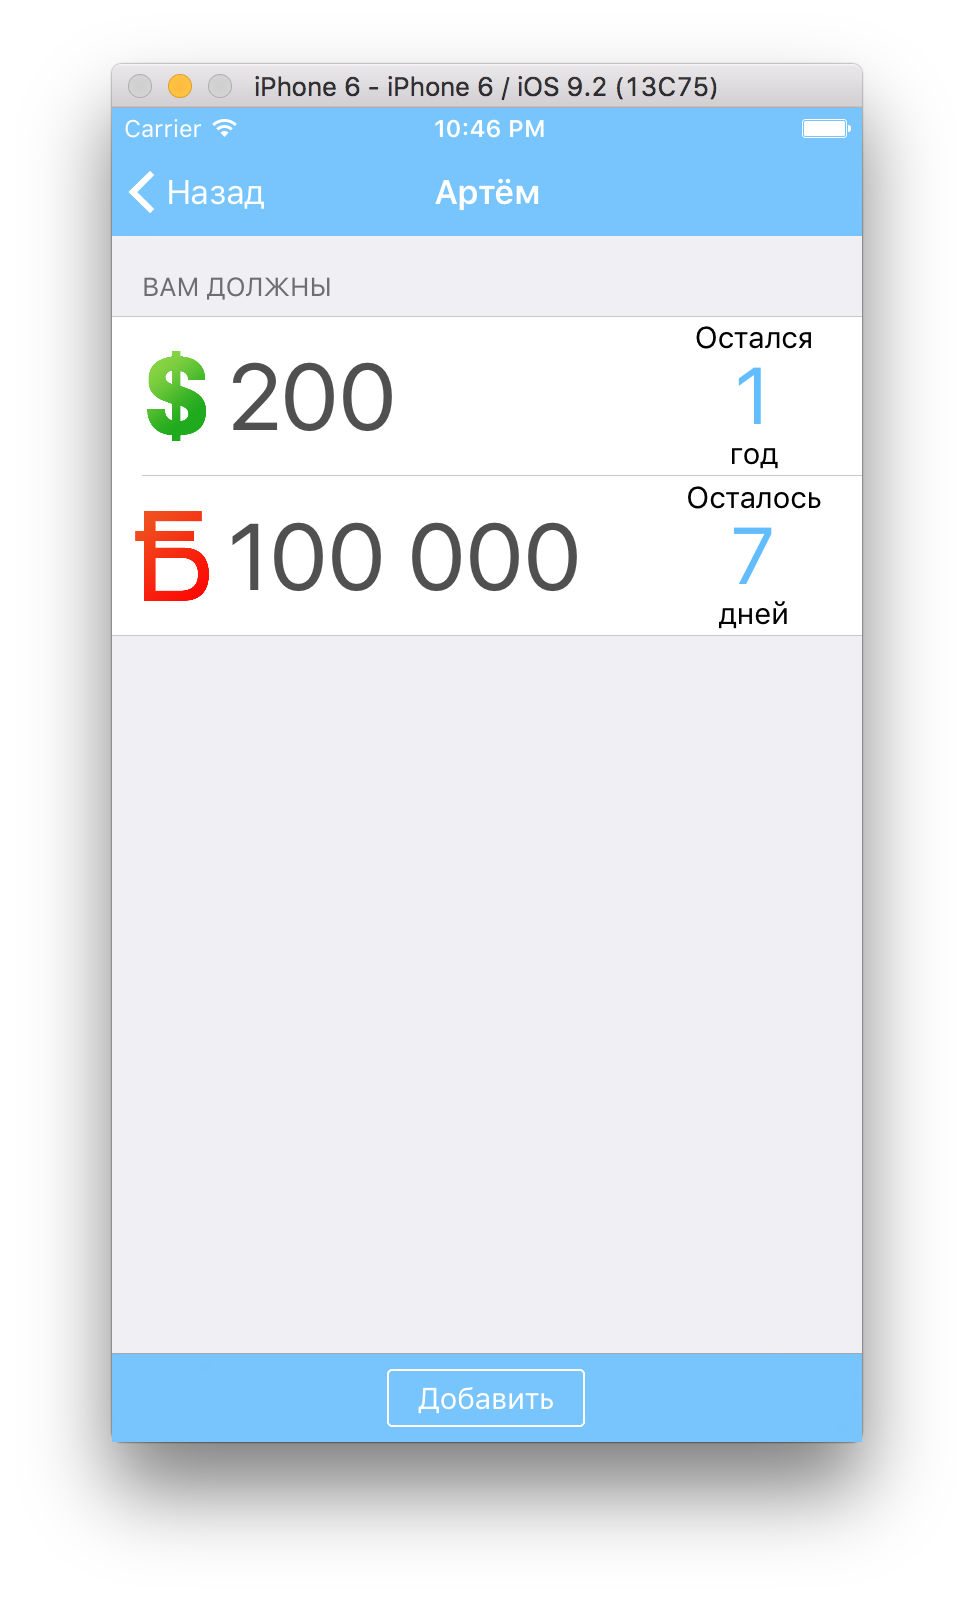 iPhone 6 - iPhone 6 / iOS 9.2 (13C75)
Carrier 10:46 PM
Назад Артём
ВАМ ДОЛЖНЫ
$ 200
Остался
1
год
Б 100 000
Осталось
7
дней
Добавить